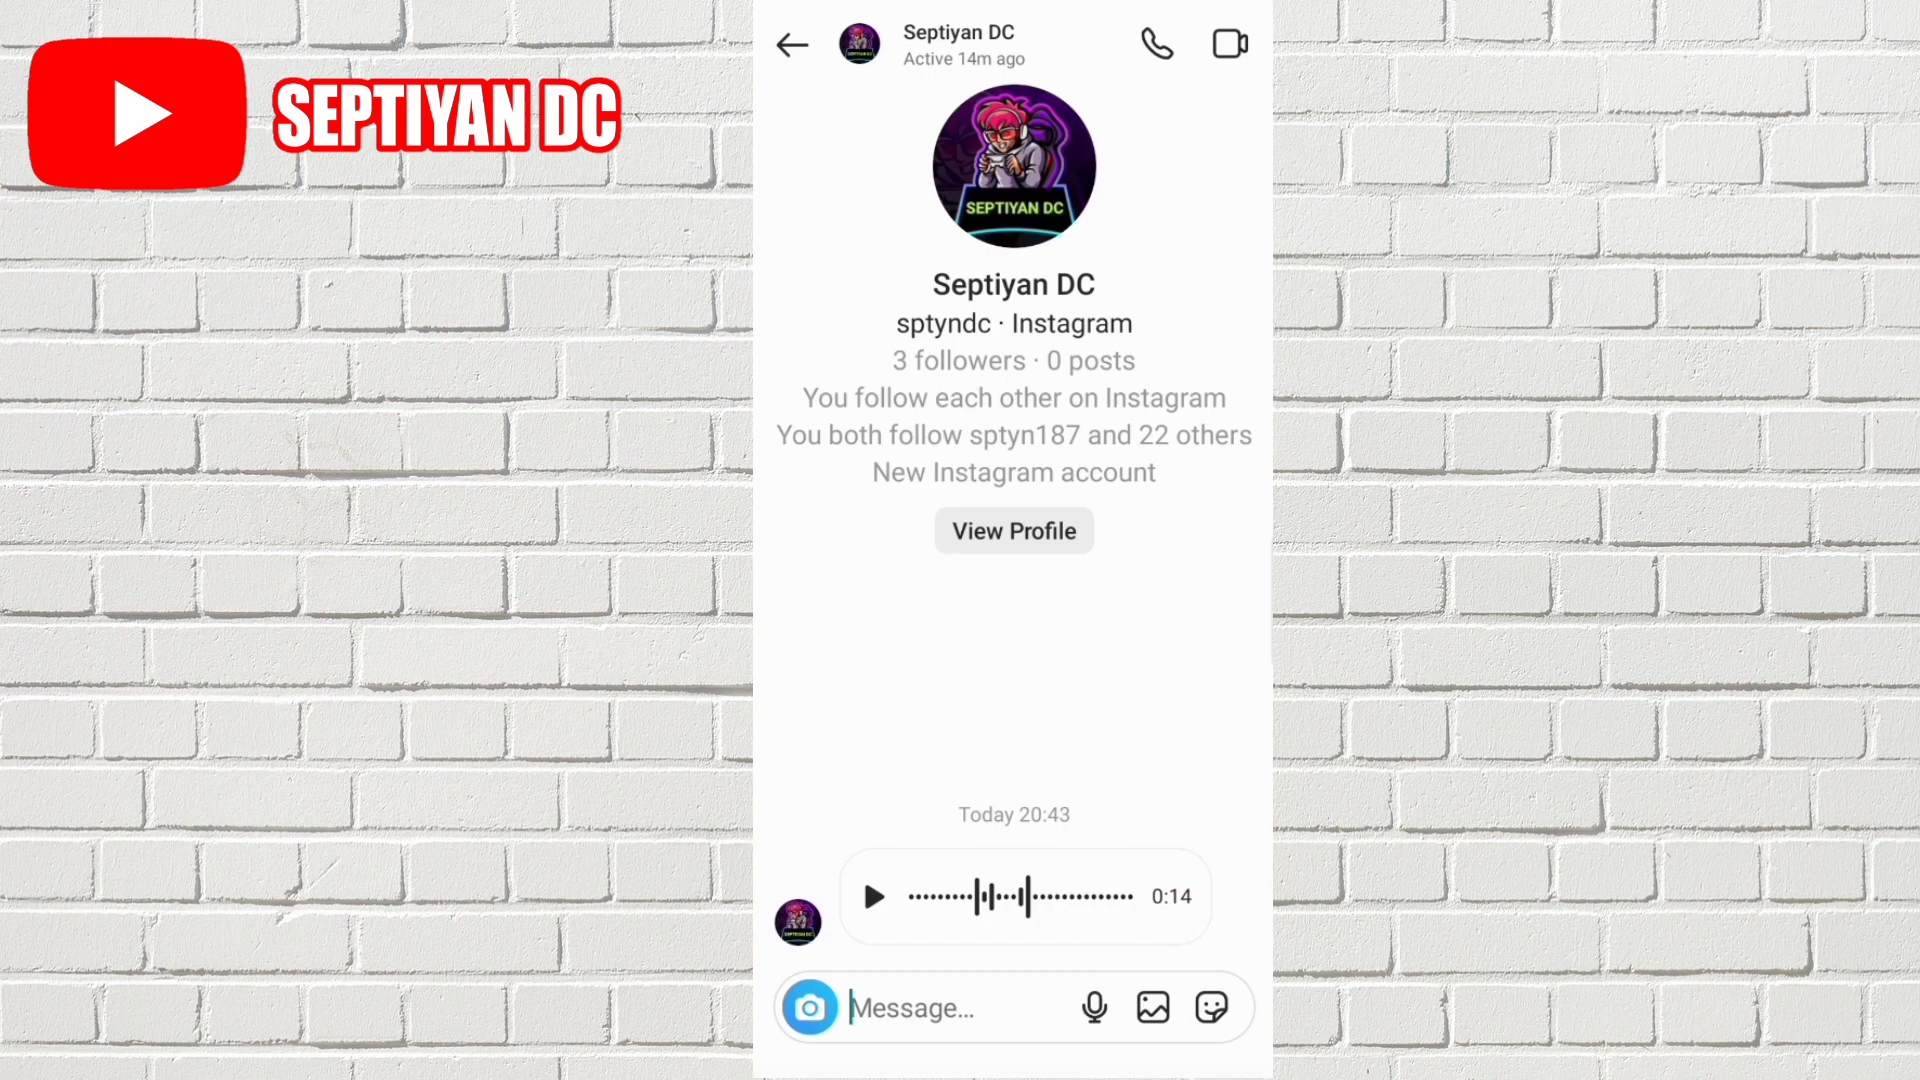 SEPTIYAN DC
Septiyan DC
Active 14m ago
SEPTIYAN DC
Septiyan DC
sptyndc · Instagram
3 followers · 0 posts
You follow each other on Instagram
You both follow sptyn187 and 22 others
New Instagram account
View Profile
Today 20:43
0:14
Message...